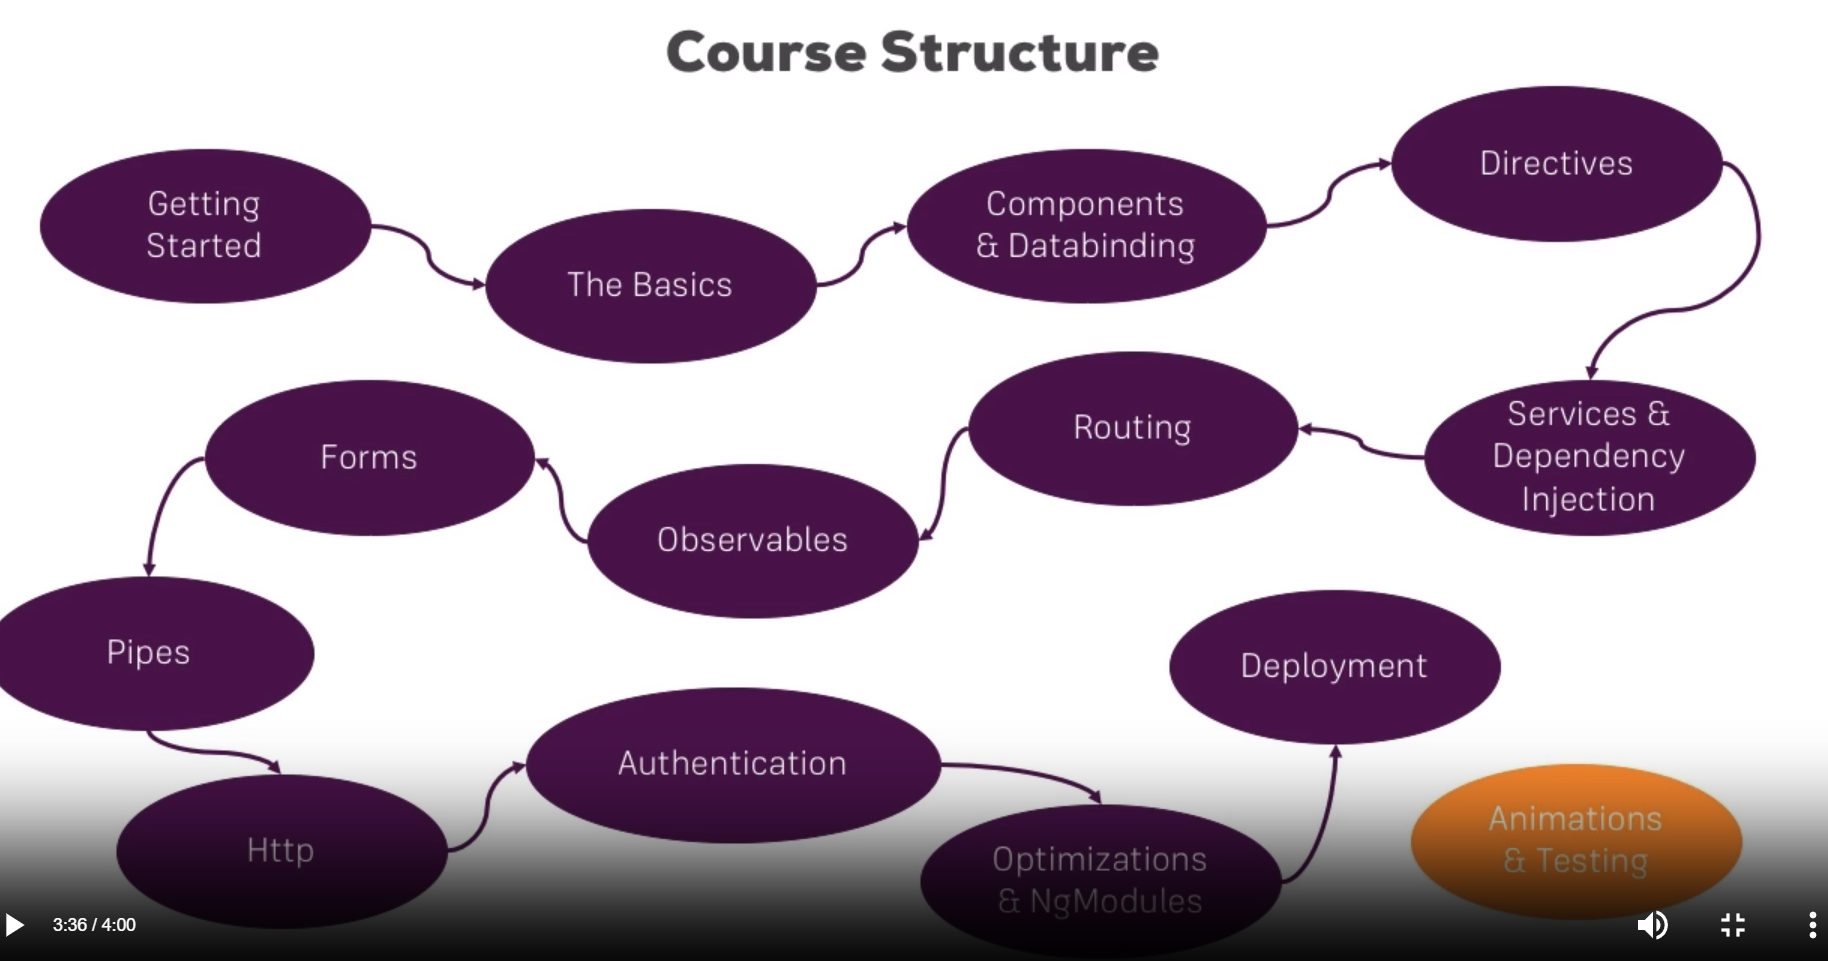 Course Structure
Getting
Started
The Basics
Components
& Databinding
Directives
Services &
Dependency
Injection
Routing
Observables
Forms
Pipes
Http
Authentication
Optimizations
& NgModules
Deployment
Animations
& Testing
3:36 / 4:00